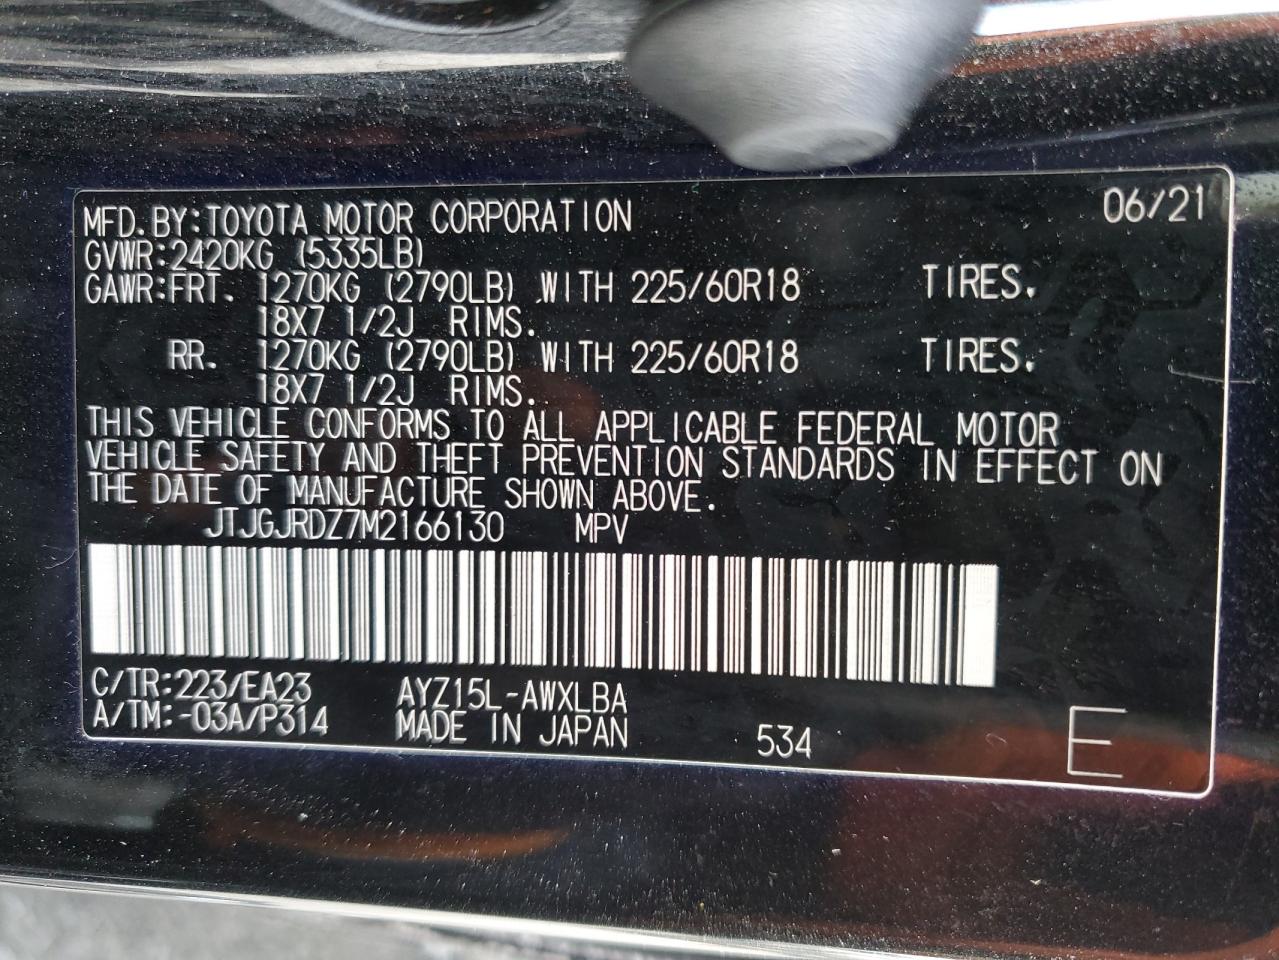 MFD.BY:TOYOTA MOTOR CORPORATION 06/21
GVWR:2420KG (5335LB)
GAWR:FRT. 1270KG (2790LB) WITH 225/60R18 TIRES.
18X7 1/2J RIMS.
RR. 1270KG (2790LB) WITH 225/60R18 TIRES.
18X7 1/2J RIMS.
THIS VEHICLE CONFORMS TO ALL APPLICABLE FEDERAL MOTOR
VEHICLE SAFETY AND THEFT PREVENTION STANDARDS IN EFFECT ON
THE DATE OF MANUFACTURE SHOWN ABOVE.
JTJGJRDZ7M2166130 MPV
C/TR:223/EA23 AYZ15L-AWXLBA
A/TM:-03A/P314 MADE IN JAPAN 534 E